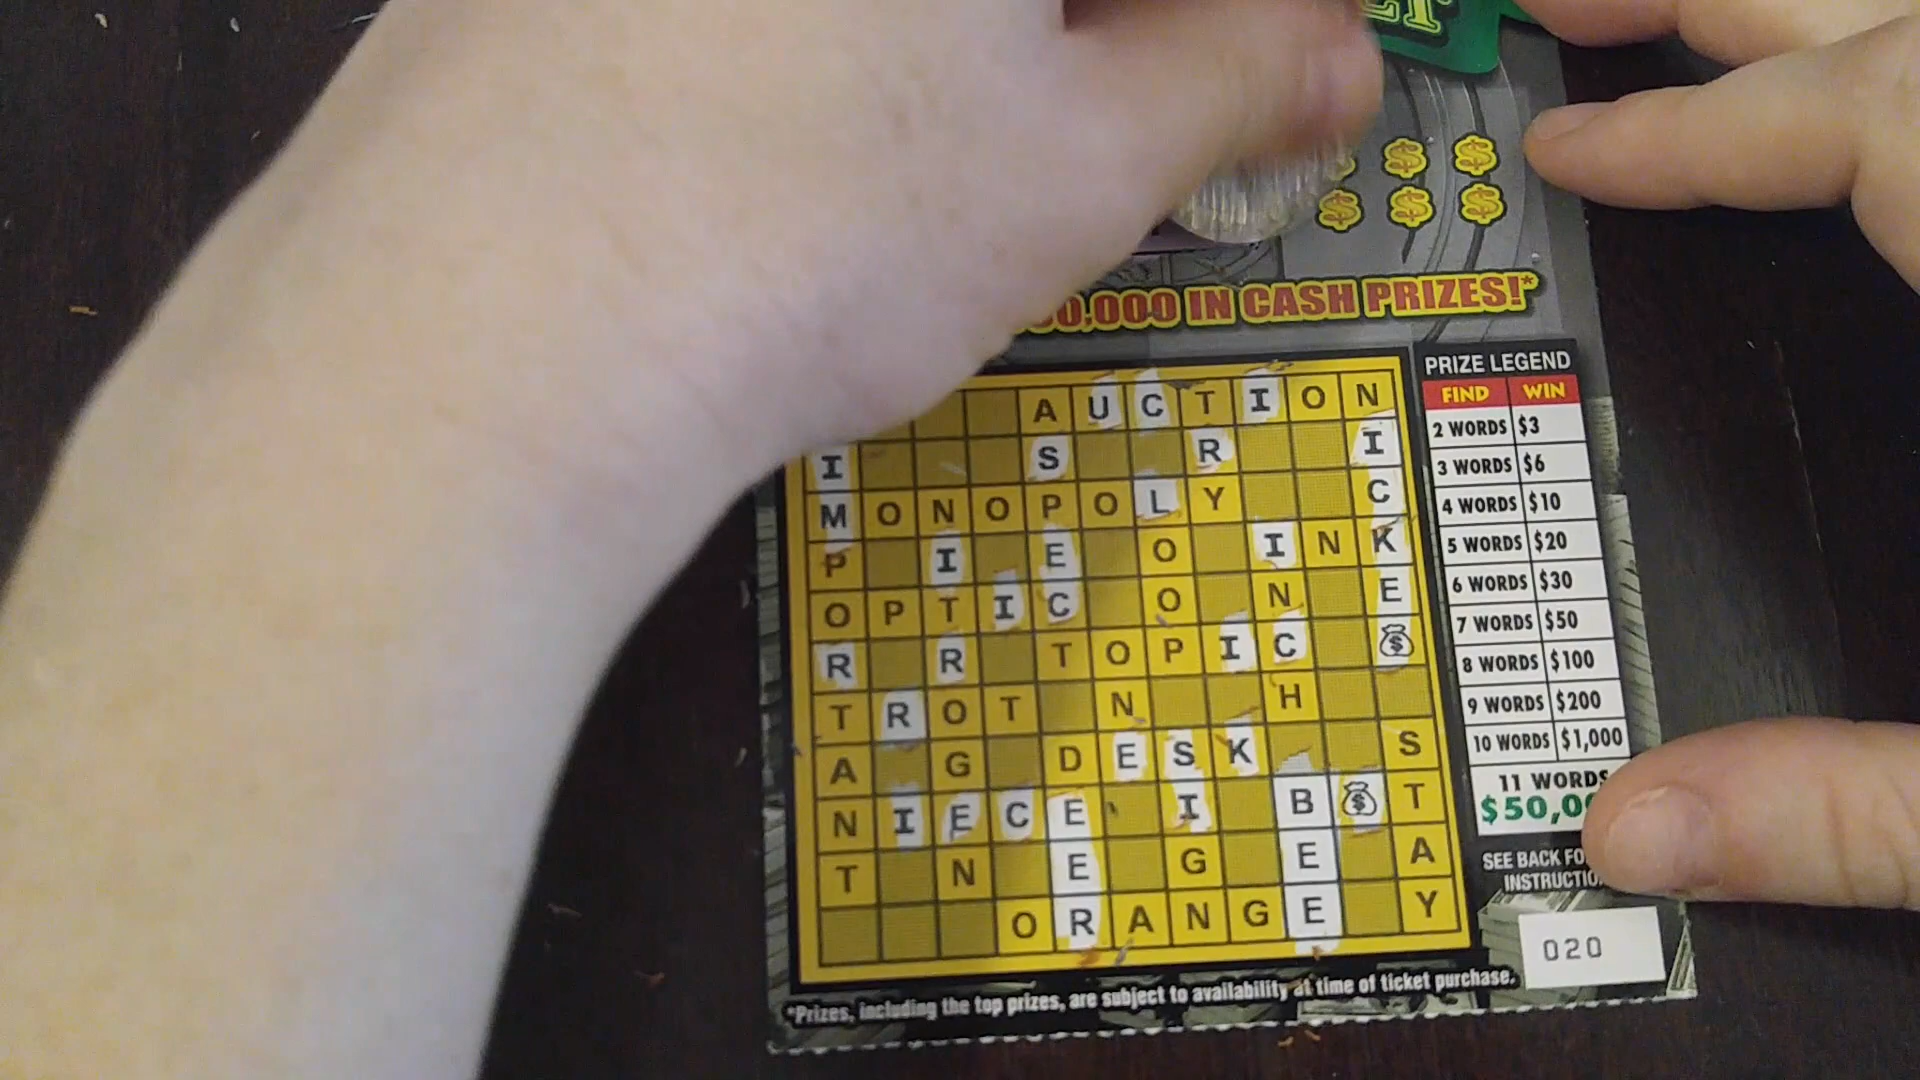 00,000 IN CASH PRIZES!*
A U C T I O N
I S R I
M O N O P O L Y C
P I E O I N K
O P T I C O N E
R R T O P I C $
T R O T N H
A G D E S K S
N I E C E I B $ T
T N E G E A
O R A N G E Y
PRIZE LEGEND
FIND WIN
2 WORDS $3
3 WORDS $6
4 WORDS $10
5 WORDS $20
6 WORDS $30
7 WORDS $50
8 WORDS $100
9 WORDS $200
10 WORDS $1,000
11 WORDS
SEE BACK
020
*Prizes, including the top prizes, are subject to availability at time of ticket purchase.